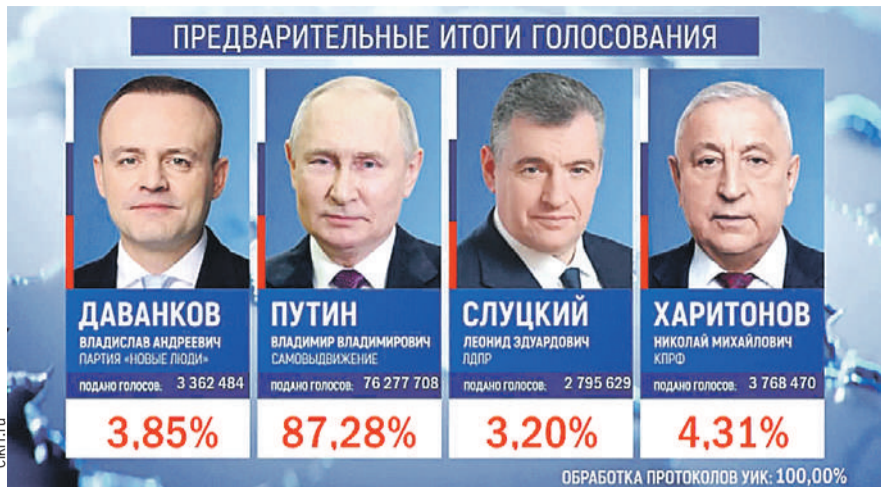 ПРЕДВАРИТЕЛЬНЫЕ ИТОГИ ГОЛОСОВАНИЯ
ДАВАНКОВ
ВЛАДИСЛАВ АНДРЕЕВИЧ
ПАРТИЯ «НОВЫЕ ЛЮДИ»
ПОДАНО ГОЛОСОВ: 3 362 484
3,85%
ПУТИН
ВЛАДИМИР ВЛАДИМИРОВИЧ
САМОВЫДВИЖЕНИЕ
ПОДАНО ГОЛОСОВ: 76 277 708
87,28%
СЛУЦКИЙ
ЛЕОНИД ЭДУАРДОВИЧ
ЛДПР
ПОДАНО ГОЛОСОВ: 2 795 629
3,20%
ХАРИТОНОВ
НИКОЛАЙ МИХАЙЛОВИЧ
КПРФ
ПОДАНО ГОЛОСОВ: 3 768 470
4,31%
ОБРАБОТКА ПРОТОКОЛОВ УИК: 100,00%